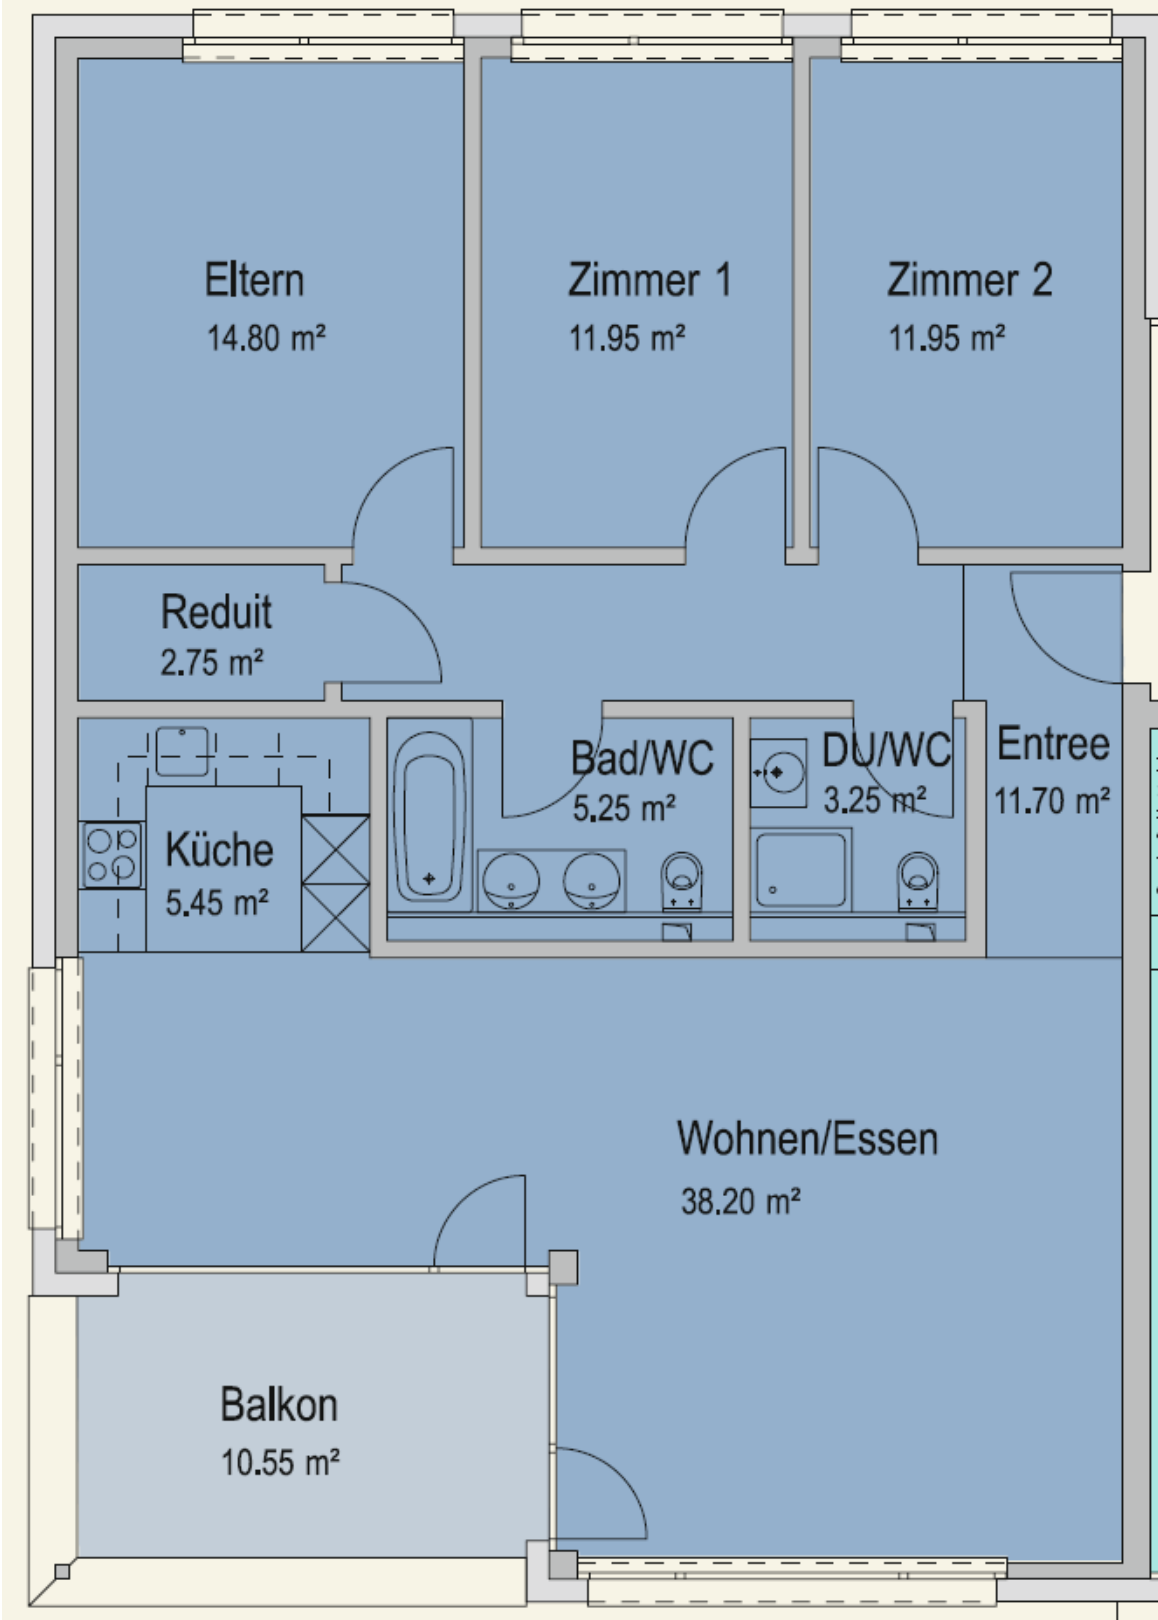 Eltern
14.80 m²
Zimmer 1
11.95 m²
Zimmer 2
11.95 m²
Reduit
2.75 m²
Küche
5.45 m²
Bad/WC
5.25 m²
DU/WC
3.25 m²
Entree
11.70 m²
Wohnen/Essen
38.20 m²
Balkon
10.55 m²